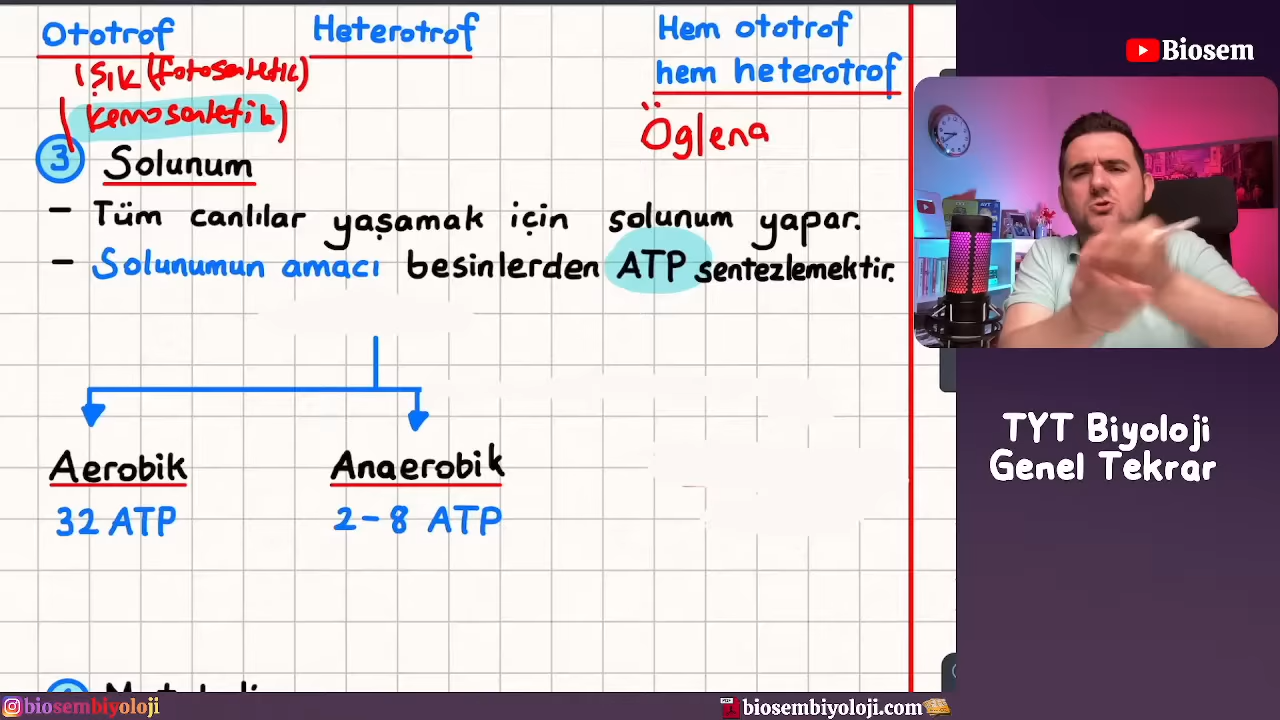 Ototrof
Heterotrof
Hem ototrof
hem heterotrof
ışık (fotosentetik)
kemosentetik)
Öglena
3 Solunum
– Tüm canlılar yaşamak için solunum yapar.
– Solunumun amacı besinlerden ATP sentezlemektir.
Aerobik
Anaerobik
32 ATP
2-8 ATP
Biosem
TYT Biyoloji
Genel Tekrar
biosembiyoloji
biosembiyoloji.com